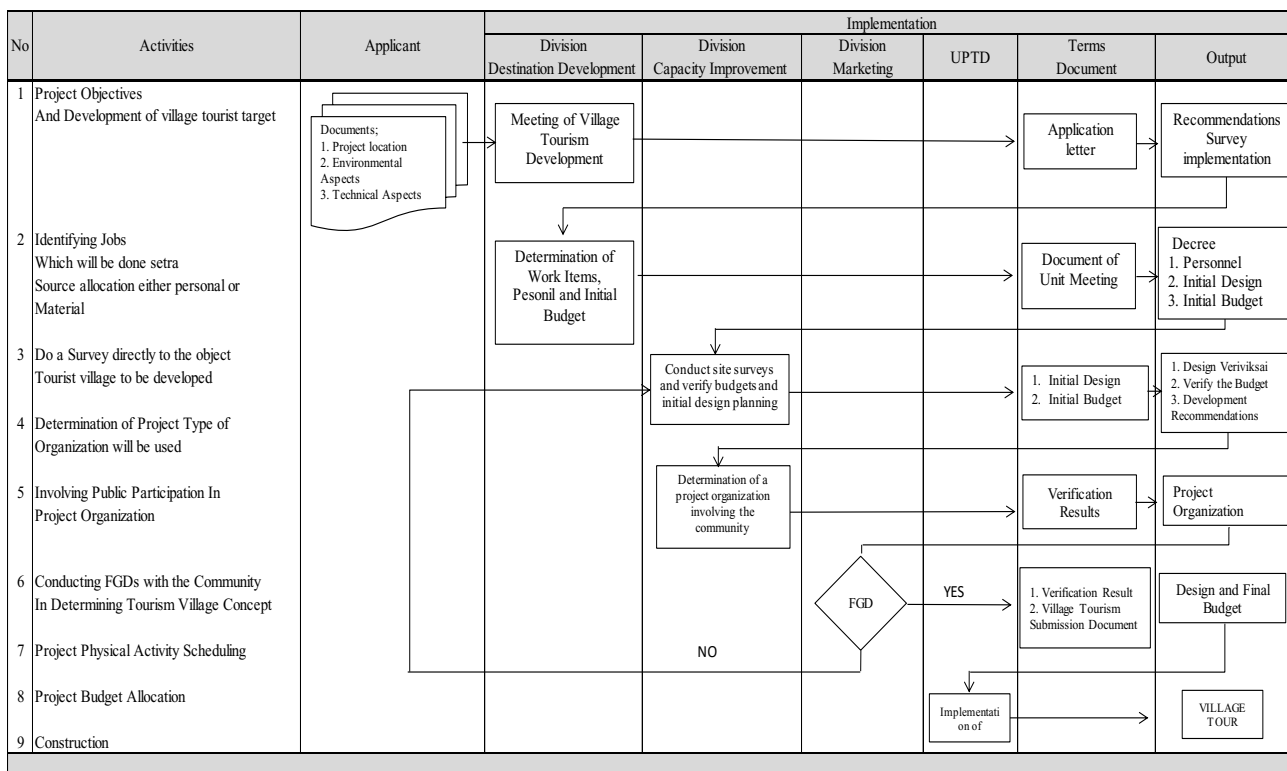 Implementation
No
Activities
Applicant
Division
Destination Development
Division
Capacity Improvement
Division
Marketing
UPTD
Terms
Document
Output
1
Project Objectives
And Development of village tourist target
Documents;
1. Project location
2. Environmental
Aspects
3. Technical Aspects
Meeting of Village
Tourism
Development
Application
letter
Recommendations
Survey
implementation
2
Identifying Jobs
Which will be done setra
Source allocation either personal or
Material
Determination of
Work Items,
Pesonil and Initial
Budget
Document of
Unit Meeting
Decree
1. Personnel
2. Initial Design
3. Initial Budget
3
Do a Survey directly to the object
Tourist village to be developed
Conduct site surveys
and verify budgets and
initial design planning
1. Initial Design
2. Initial Budget
1. Design Veriviksai
2. Verify the Budget
3. Development
Recommendations
4
Determination of Project Type of
Organization will be used
5
Involving Public Participation In
Project Organization
Determination of a
project organization
involving the
community
Verification
Results
Project
Organization
6
Conducting FGDs with the Community
In Determining Tourism Village Concept
FGD
YES
1. Verification Result
2. Village Tourism
Submission Document
Design and Final
Budget
7
Project Physical Activity Scheduling
NO
8
Project Budget Allocation
Implementati
on of
VILLAGE
TOUR
9
Construction